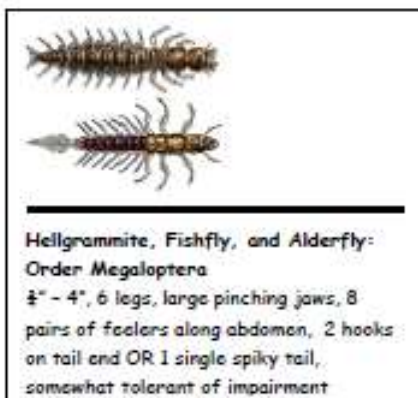 Hellgrammite, Fishfly, and Alderfly:
Order Megaloptera
¾" - 4", 6 legs, large pinching jaws, 8
pairs of feelers along abdomen, 2 hooks
on tail end OR 1 single spiky tail,
somewhat tolerant of impairment